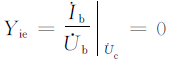 Y_ie = İ_b / U̇_b |_{U̇_c} = 0